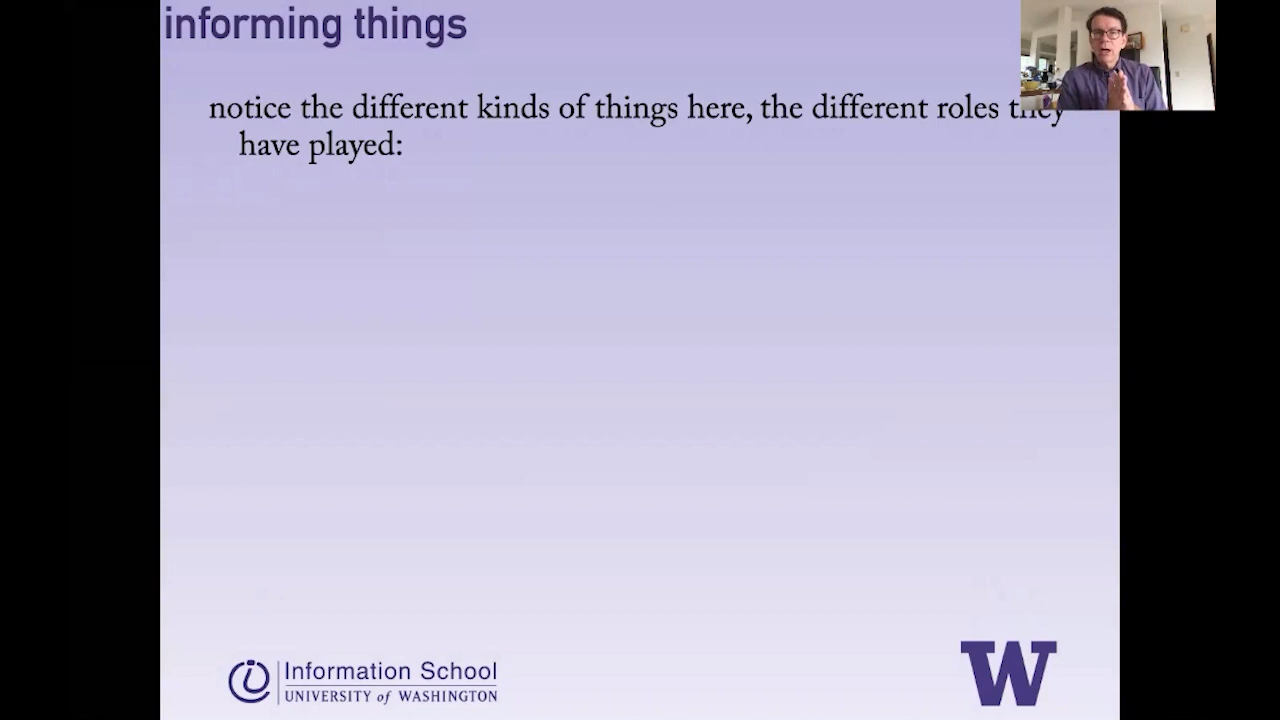 informing things
notice the different kinds of things here, the different roles they
have played:
Information School
UNIVERSITY of WASHINGTON
W